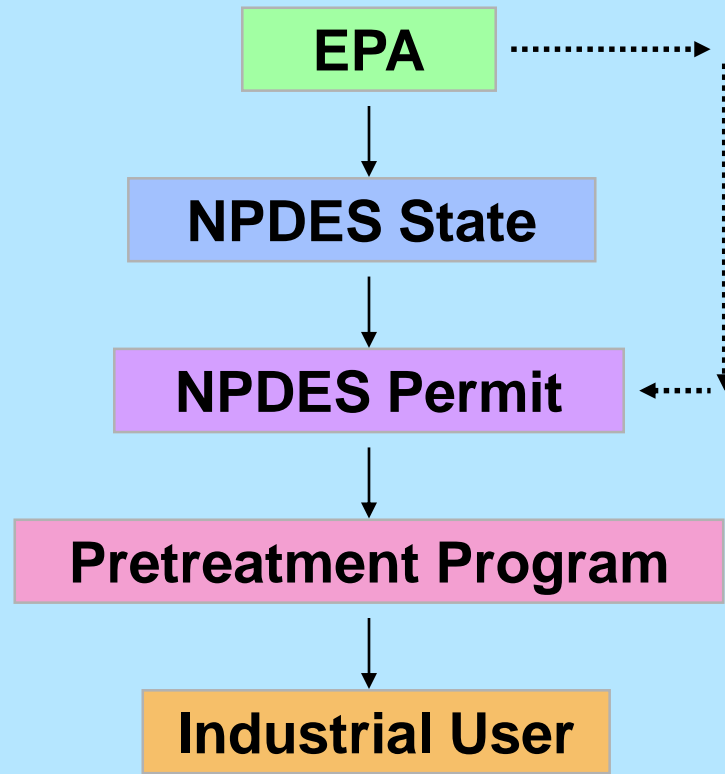 EPA
NPDES State
NPDES Permit
Pretreatment Program
Industrial User